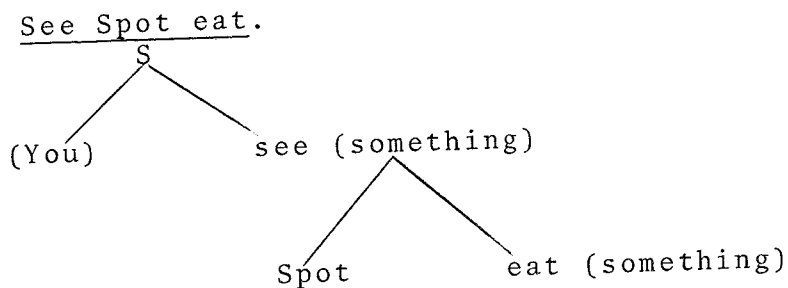 See Spot eat.
S
(You) see (something)
Spot eat (something)